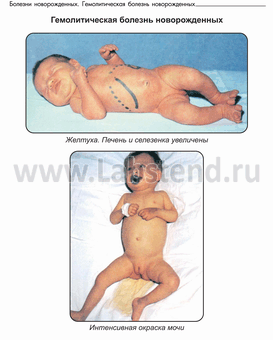 Болезни новорожденных. Гемолитическая болезнь новорожденных
Гемолитическая болезнь новорожденных
Желтуха. Печень и селезенка увеличены
www.Labstend.ru
Интенсивная окраска мочи